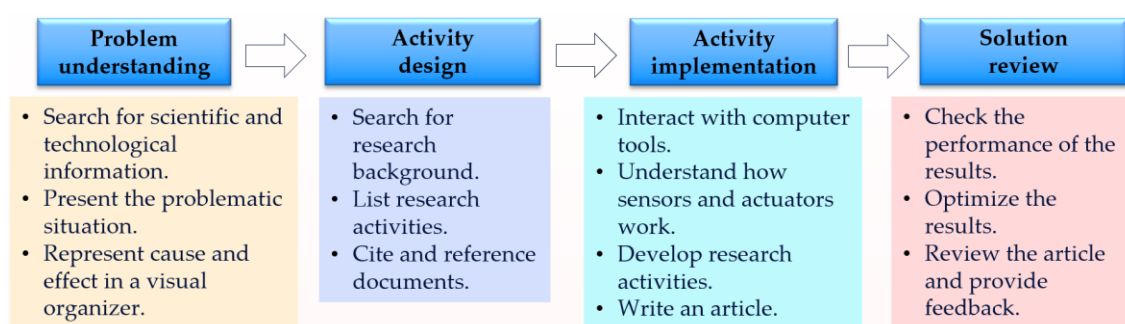 Problem
understanding
Activity
design
Activity
implementation
Solution
review
• Search for scientific and
technological
information.
• Present the problematic
situation.
• Represent cause and
effect in a visual
organizer.
• Search for
research
background.
• List research
activities.
• Cite and reference
documents.
• Interact with computer
tools.
• Understand how
sensors and actuators
work.
• Develop research
activities.
• Write an article.
• Check the
performance of the
results.
• Optimize the
results.
• Review the article
and provide
feedback.